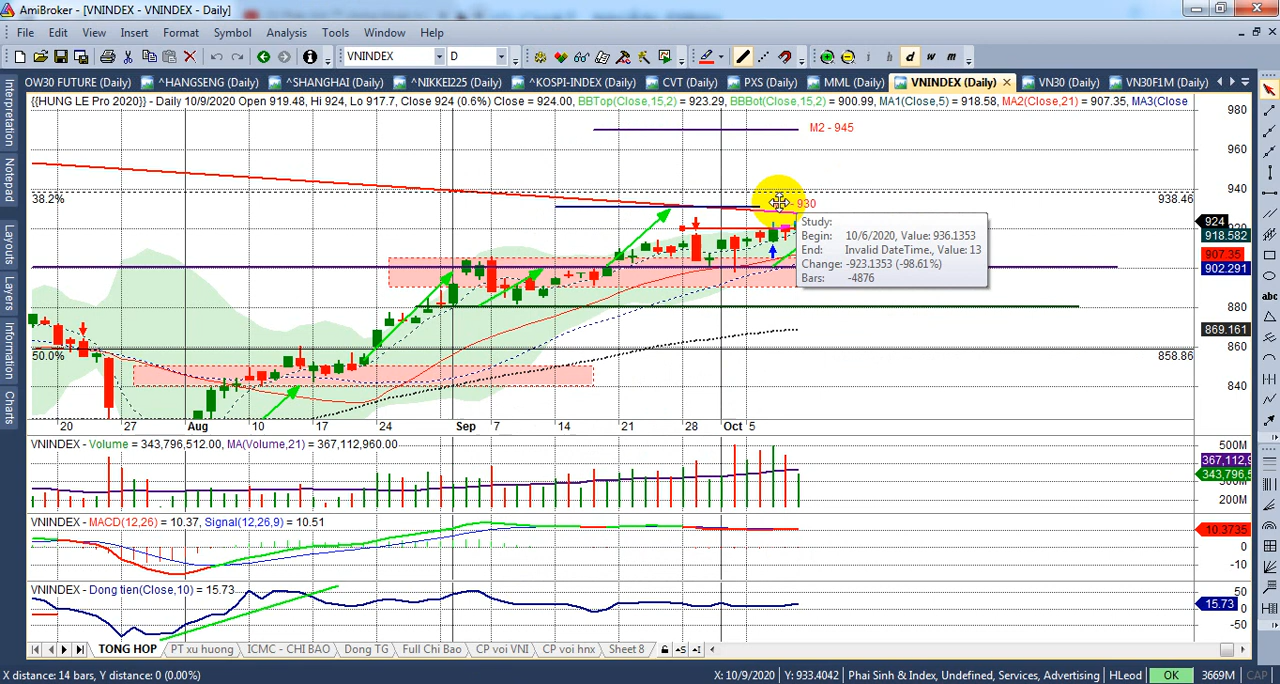 AmiBroker - [VNINDEX - VNINDEX - Daily]
File Edit View Insert Format Symbol Analysis Tools Window Help
VNINDEX D i h d w m
OW30 FUTURE (Daily) ^HANGSENG (Daily) ^SHANGHAI (Daily) ^NIKKEI225 (Daily) ^KOSPI-INDEX (Daily) CVT (Daily) PXS (Daily) MML (Daily) VNINDEX (Daily) VN30 (Daily) VN30F1M (Daily)
{{HUNG LE Pro 2020}} - Daily 10/9/2020 Open 919.48, Hi 924, Lo 917.7, Close 924 (0.6%) Close = 924.00, BBTop(Close,15,2) = 923.29, BBBot(Close,15,2) = 900.99, MA1(Close,5) = 918.58, MA2(Close,21) = 907.35, MA3(Close
980
M2 - 945
960
940
38.2%
938.46
- 930
924
918.582
907.35
902.291
880
869.161
860
50.0%
858.86
840
Study:
Begin: 10/6/2020, Value: 936.1353
End: Invalid DateTime, Value: 13
Change: -923.1353 (-98.61%)
Bars: -4876
20 27 Aug 10 17 24 Sep 7 14 21 28 Oct 5
VNINDEX - Volume = 343,796,512.00, MA(Volume,21) = 367,112,960.00
500M
367,112,9
343,796,5
200M
VNINDEX - MACD(12,26) = 10.37, Signal(12,26,9) = 10.51
10.3735
0
-10
VNINDEX - Dong tien(Close,10) = 15.73
50
15.73
0
-50
Interpretation
Notepad
Layouts
Layers
Information
Charts
abc
TONG HOP PT xu huong ICMC - CHI BAO Dong TG Full Chi Bao CP voi VNI CP voi hnx Sheet 8
X distance: 14 bars, Y distance: 0 (0.00%) X: 10/9/2020 Y: 933.4042 Phai Sinh & Index, Undefined, Services, Advertising HLeod OK 3669M CAP